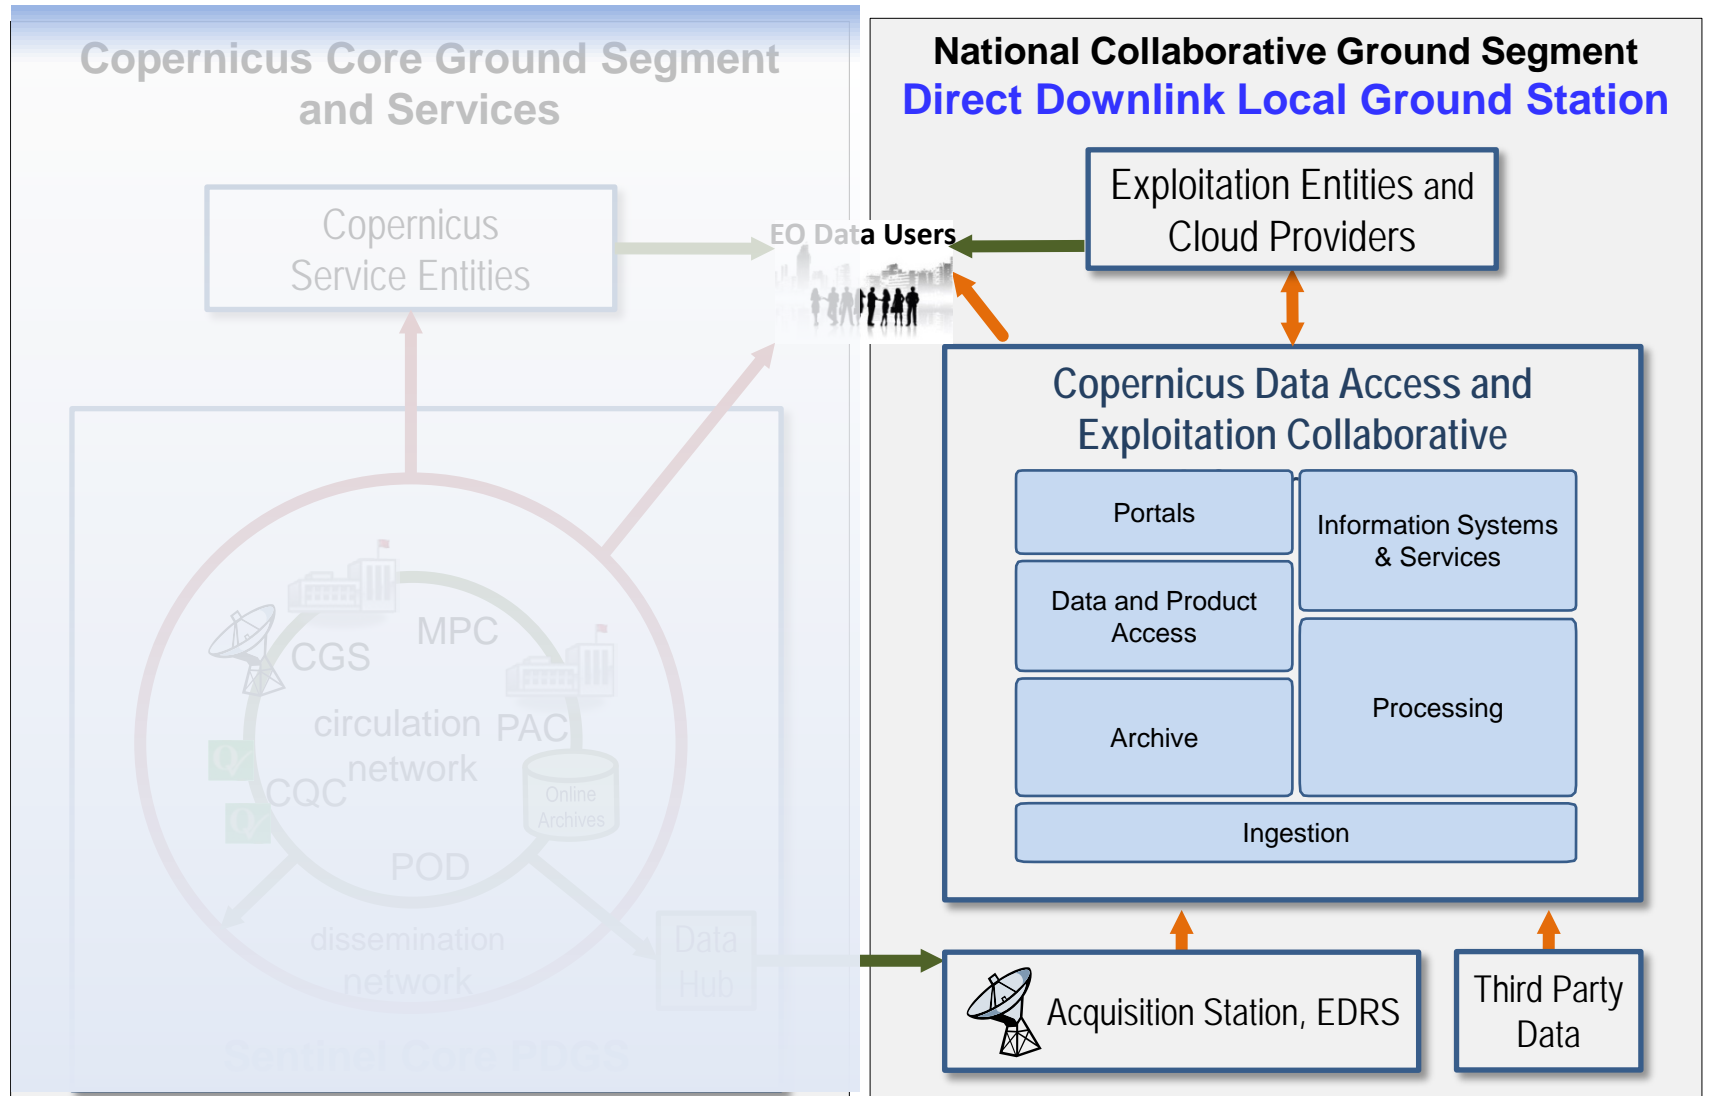 Copernicus Core Ground Segment
and Services
Copernicus
Service Entities
EO Data Users
MPC
CGS
circulation
network
PAC
CQC
Online
Archives
POD
dissemination
network
Data
Hub
Sentinel Core PDGS
National Collaborative Ground Segment
Direct Downlink Local Ground Station
Exploitation Entities and
Cloud Providers
Copernicus Data Access and
Exploitation Collaborative
Portals
Information Systems
& Services
Data and Product
Access
Processing
Archive
Ingestion
Acquisition Station, EDRS
Third Party
Data